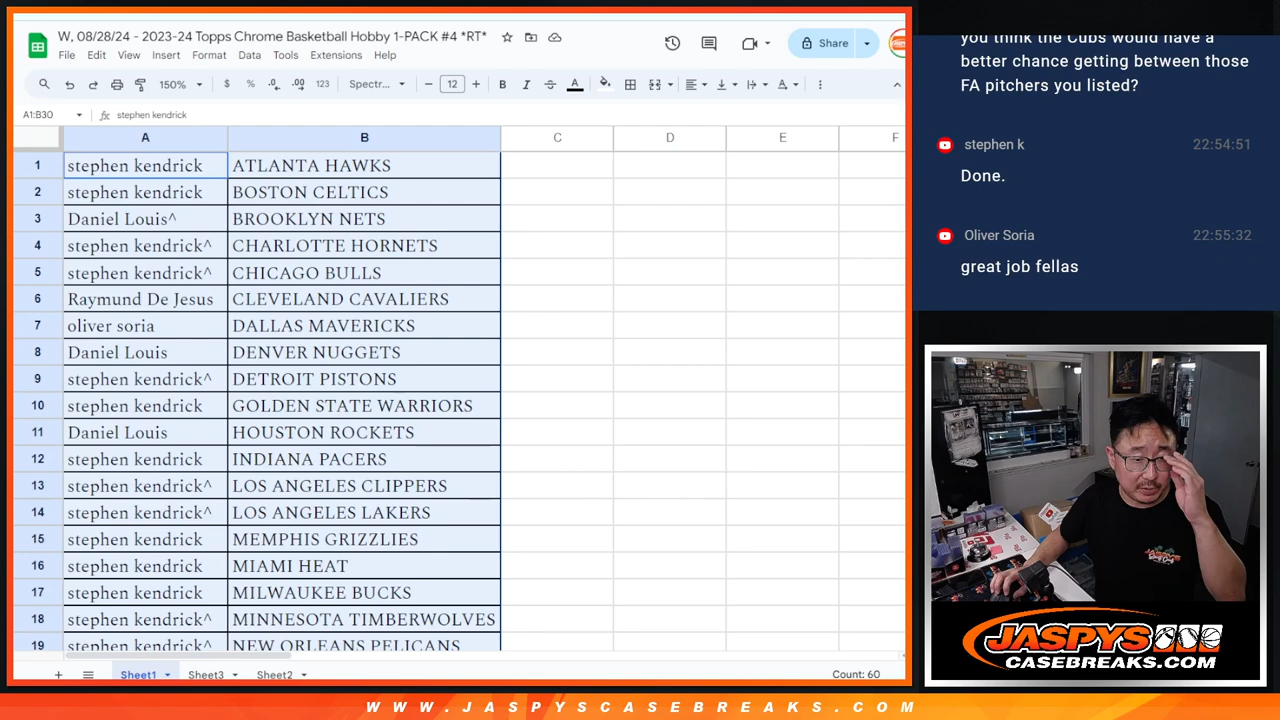 W, 08/28/24 - 2023-24 Topps Chrome Basketball Hobby 1-PACK #4 *RT*
File Edit View Insert Format Data Tools Extensions Help
Share
150% $ % .0 .00 123 Spectr... 12 B I A
A1:B30 fx stephen kendrick
A B C D E F
1 stephen kendrick ATLANTA HAWKS
2 stephen kendrick BOSTON CELTICS
3 Daniel Louis^ BROOKLYN NETS
4 stephen kendrick^ CHARLOTTE HORNETS
5 stephen kendrick^ CHICAGO BULLS
6 Raymund De Jesus CLEVELAND CAVALIERS
7 oliver soria DALLAS MAVERICKS
8 Daniel Louis DENVER NUGGETS
9 stephen kendrick^ DETROIT PISTONS
10 stephen kendrick GOLDEN STATE WARRIORS
11 Daniel Louis HOUSTON ROCKETS
12 stephen kendrick INDIANA PACERS
13 stephen kendrick^ LOS ANGELES CLIPPERS
14 stephen kendrick^ LOS ANGELES LAKERS
15 stephen kendrick MEMPHIS GRIZZLIES
16 stephen kendrick MIAMI HEAT
17 stephen kendrick MILWAUKEE BUCKS
18 stephen kendrick^ MINNESOTA TIMBERWOLVES
19 stephen kendrick^ NEW ORLEANS PELICANS
+ Sheet1 Sheet3 Sheet2 Count: 60
you think the Cubs would have a
better chance getting between those
FA pitchers you listed?
stephen k 22:54:51
Done.
Oliver Soria 22:55:32
great job fellas
JASPYS
CASEBREAKS.COM
WWW.JASPYSCASEBREAKS.COM